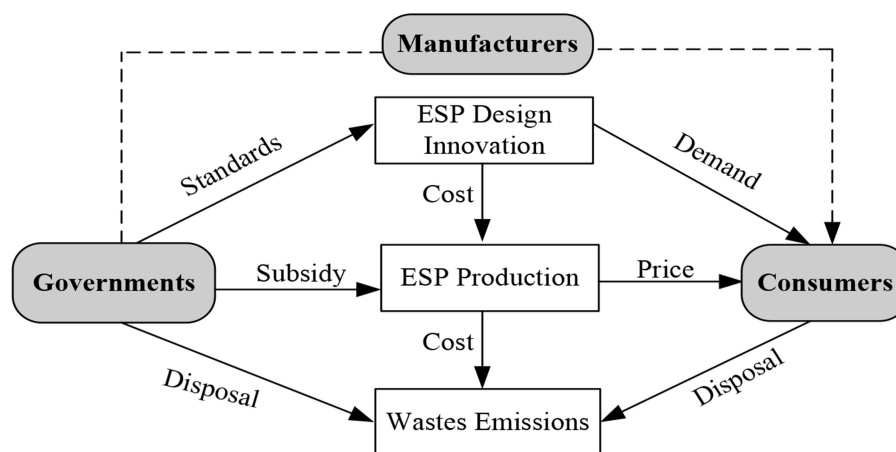 Manufacturers
ESP Design
Innovation
Standards
Demand
Cost
Governments
Subsidy
ESP Production
Price
Consumers
Cost
Disposal
Disposal
Wastes Emissions